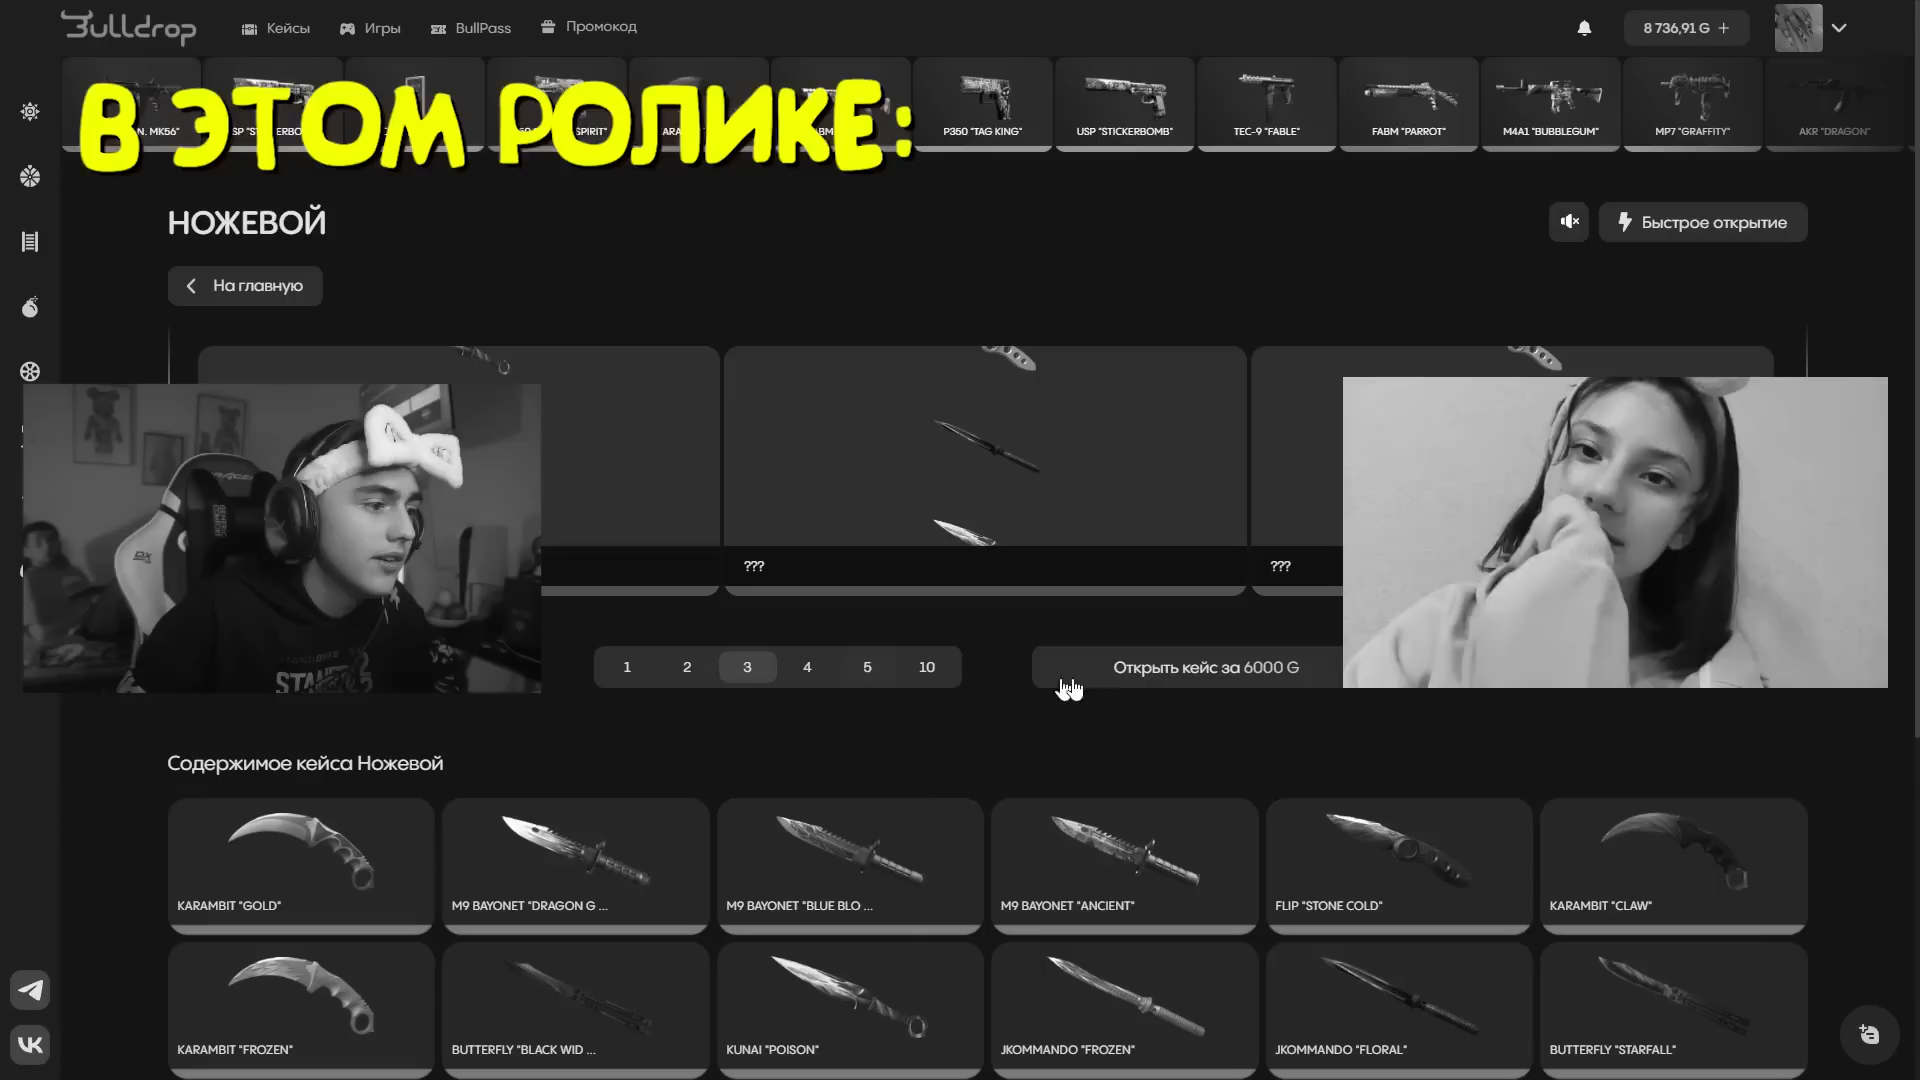 Bulldrop
Кейсы
Игры
BullPass
Промокод
8 736,91 G +
В ЭТОМ РОЛИКЕ:
P350 "TAG KING"
USP "STICKERBOMB"
TEC-9 "FABLE"
FABM "PARROT"
M4A1 "BUBBLEGUM"
MP7 "GRAFFITY"
AKR "DRAGON"
НОЖЕВОЙ
Быстрое открытие
На главную
???
???
1
2
3
4
5
10
Открыть кейс за 6000 G
Содержимое кейса Ножевой
KARAMBIT "GOLD"
M9 BAYONET "DRAGON G ...
M9 BAYONET "BLUE BLO ...
M9 BAYONET "ANCIENT"
FLIP "STONE COLD"
KARAMBIT "CLAW"
KARAMBIT "FROZEN"
BUTTERFLY "BLACK WID ...
KUNAI "POISON"
JKOMMANDO "FROZEN"
JKOMMANDO "FLORAL"
BUTTERFLY "STARFALL"